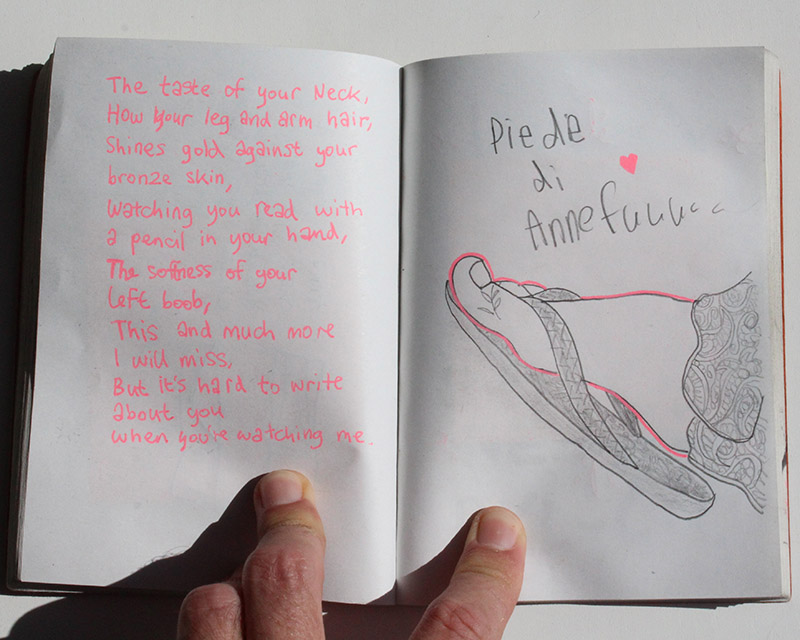 The taste of your Neck,
How your leg and arm hair,
Shines gold against your
bronze skin,
Watching you read with
a pencil in your hand,
The softness of your
left boob,
This and much more
I will miss,
But it's hard to write
about you
when you're watching me.
Piede
di
Annefuuu...